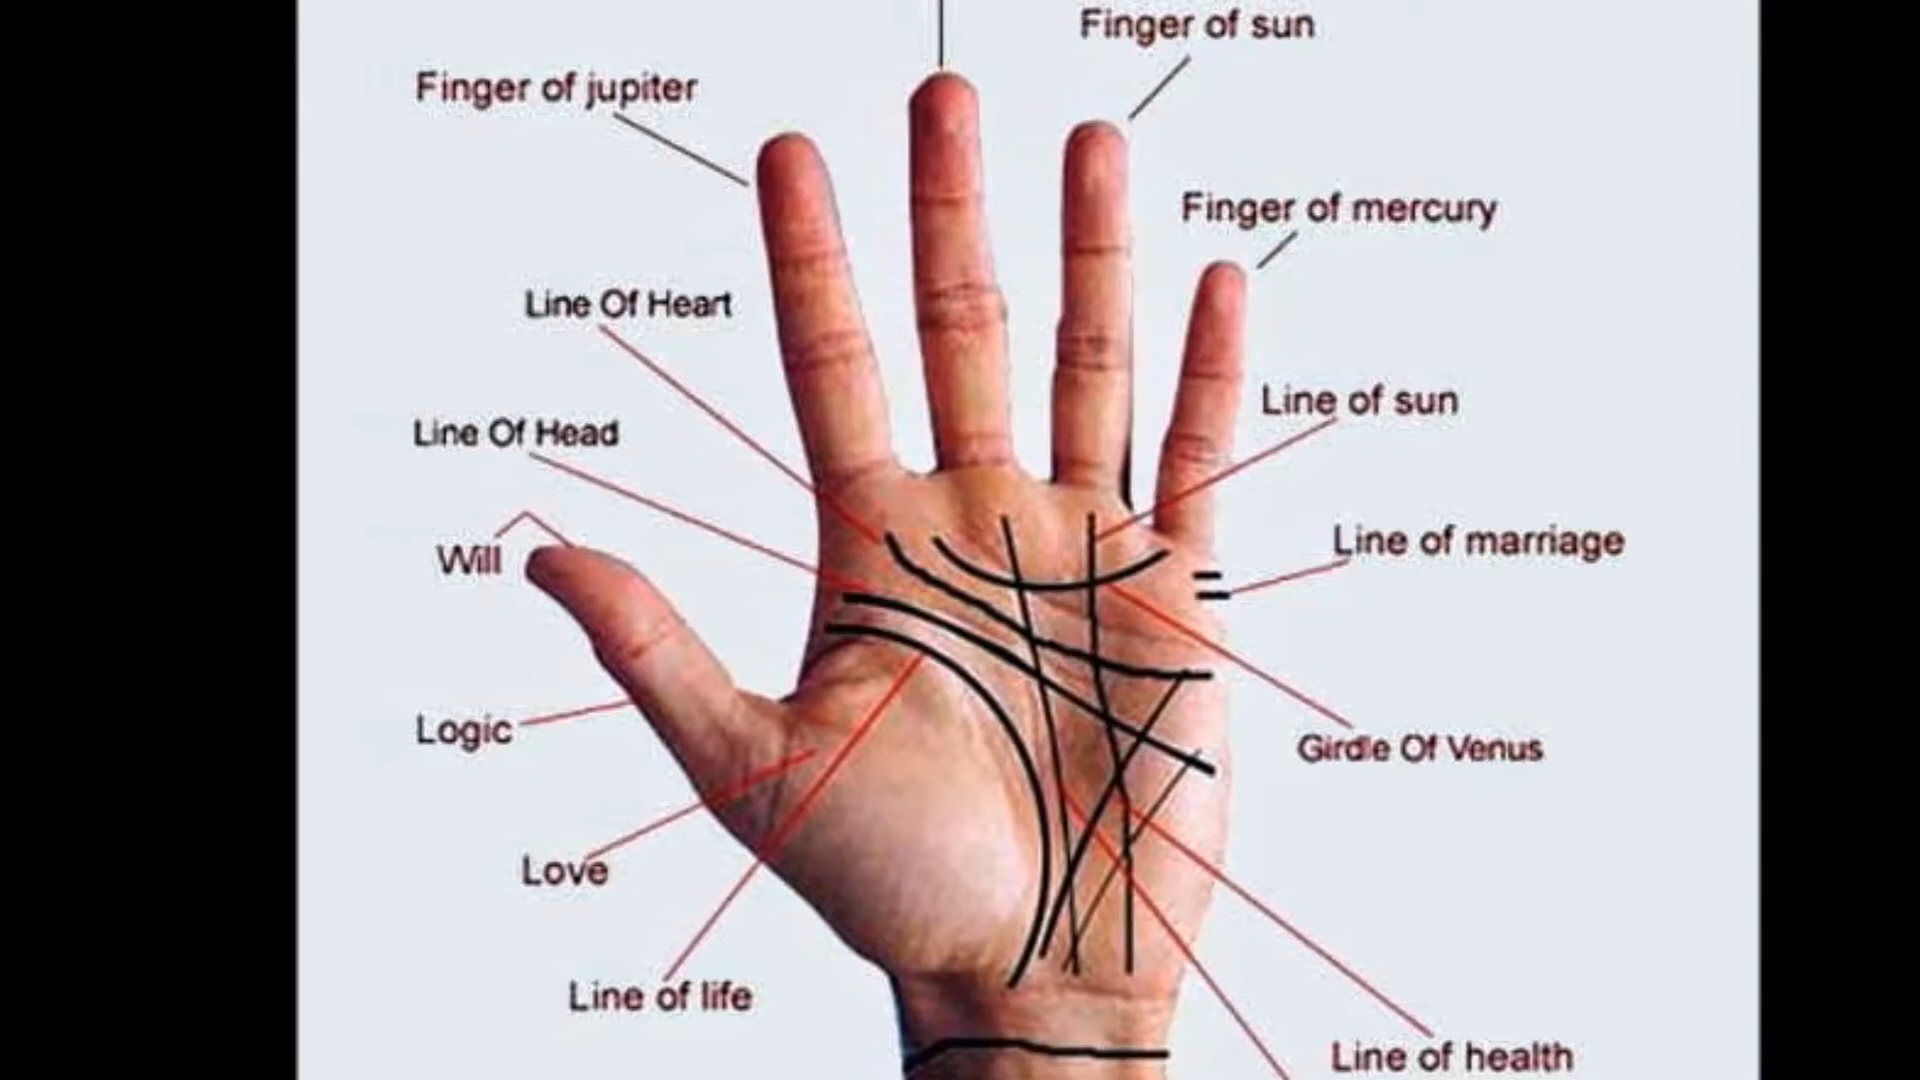 Finger of sun
Finger of jupiter
Finger of mercury
Line Of Heart
Line of sun
Line Of Head
Line of marriage
Will
Logic
Girdle Of Venus
Love
Line of life
Line of health